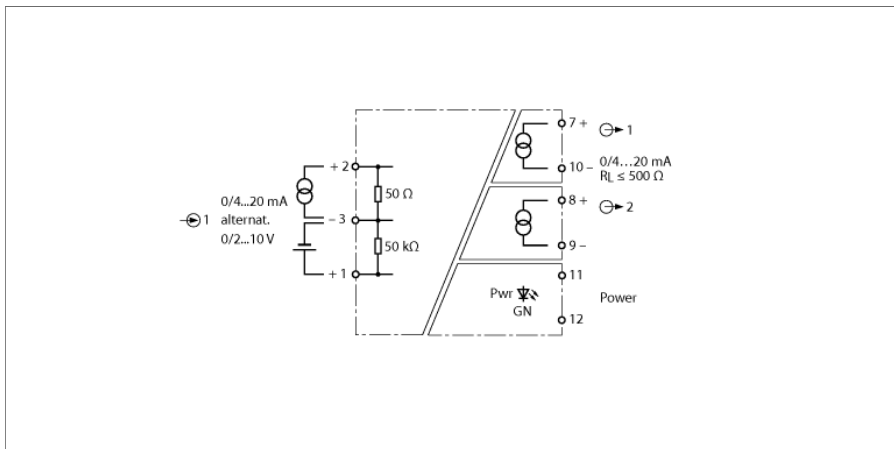 + 2
50 Ω
0/4...20 mA
1 alternat.
0/2...10 V
– 3
50 kΩ
+ 1
7 +
1
10 –
0/4...20 mA
RL ≤ 500 Ω
8 +
2
9 –
11
Power
12
Pwr
GN